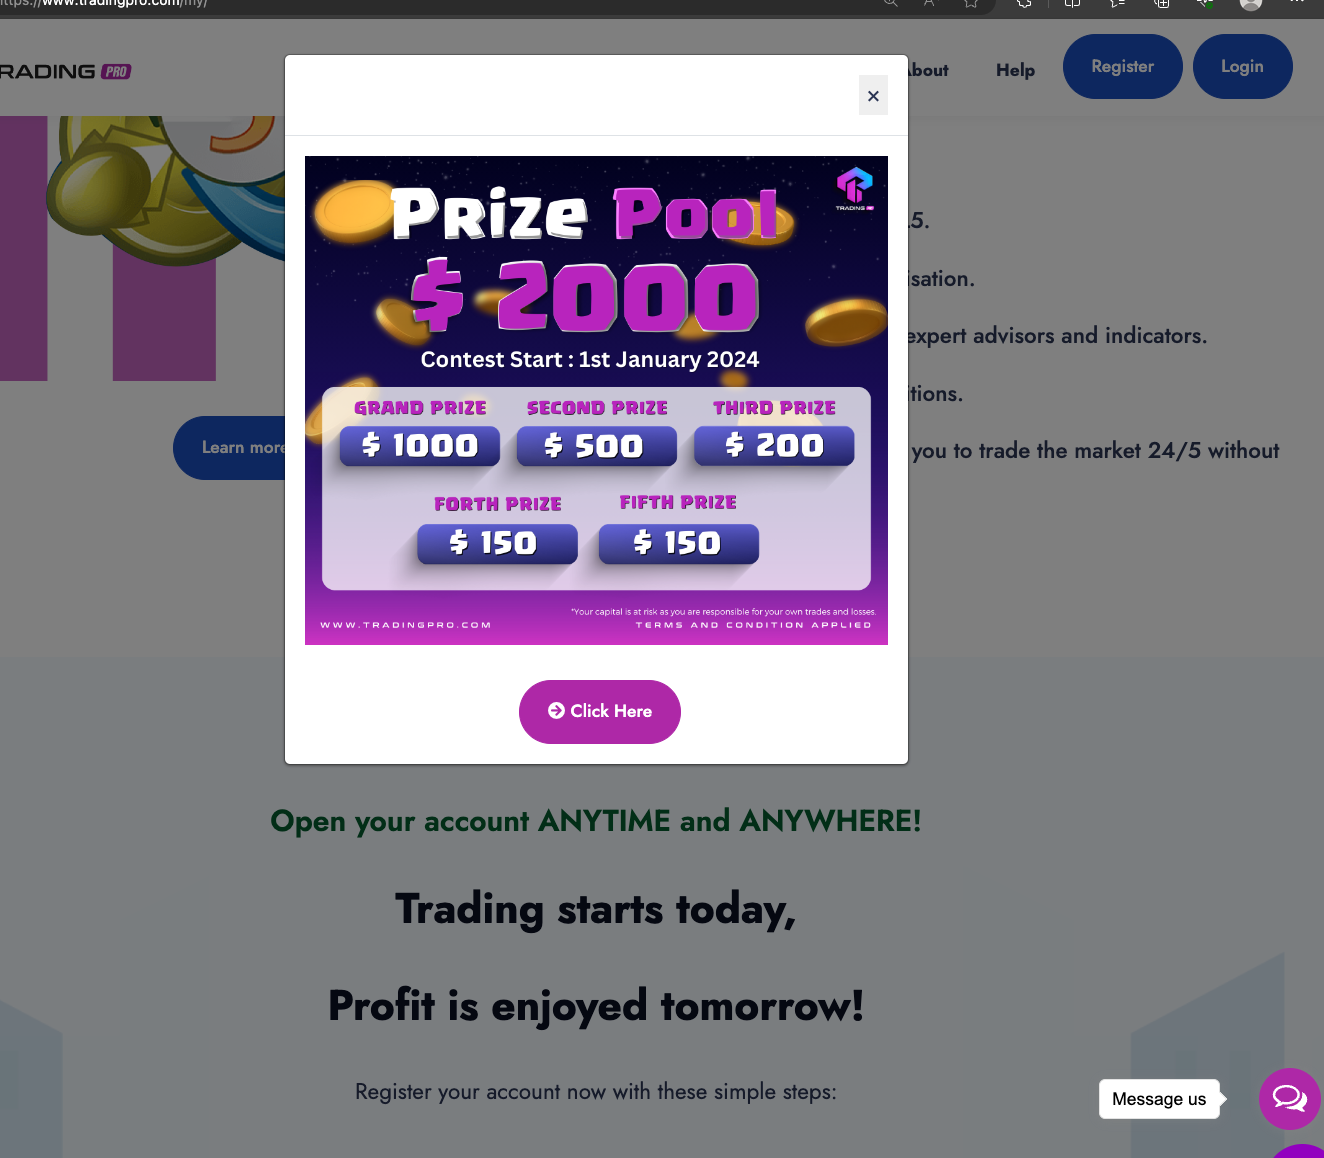 https://www.tradingpro.com/my/
RADING PRO
About
Help
Register
Login
×
Prize Pool
TRADING PRO
$ 2000
Contest Start : 1st January 2024
GRAND PRIZE
SECOND PRIZE
THIRD PRIZE
$ 1000
$ 500
$ 200
FORTH PRIZE
FIFTH PRIZE
$ 150
$ 150
*Your capital is at risk as you are responsible for your own trades and losses.
WWW.TRADINGPRO.COM
TERMS AND CONDITION APPLIED
Click Here
5.
isation.
expert advisors and indicators.
itions.
Learn more
you to trade the market 24/5 without
Open your account ANYTIME and ANYWHERE!
Trading starts today,
Profit is enjoyed tomorrow!
Register your account now with these simple steps:
Message us